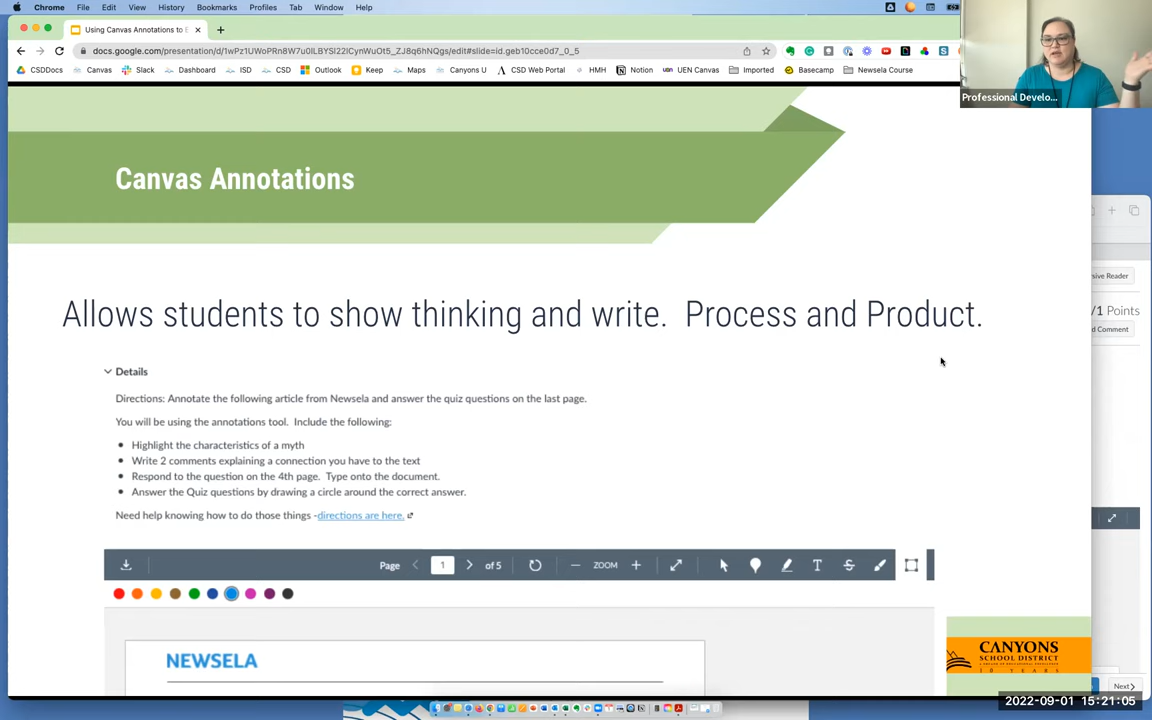 Chrome File Edit View History Bookmarks Profiles Tab Window Help
Using Canvas Annotations to E
docs.google.com/presentation/d/1wPz1UWoPRn8W7u0ILBYSI22ICynWuOt5_ZJ8q6hNQgs/edit#slide=id.geb10cce0d7_0_5
CSDDocs Canvas Slack Dashboard ISD CSD Outlook Keep Maps Canyons U CSD Web Portal HMH Notion UEN Canvas Imported Basecamp Newsela Course
Professional Develo...
Canvas Annotations
sive Reader
/1 Points
d Comment
Allows students to show thinking and write. Process and Product.
Details
Directions: Annotate the following article from Newsela and answer the quiz questions on the last page.
You will be using the annotations tool. Include the following:
• Highlight the characteristics of a myth
• Write 2 comments explaining a connection you have to the text
• Respond to the question on the 4th page. Type onto the document.
• Answer the Quiz questions by drawing a circle around the correct answer.
Need help knowing how to do those things -directions are here.
Page 1 of 5 ZOOM T S
NEWSELA
CANYONS
SCHOOL DISTRICT
10 YEARS
Next
2022-09-01 15:21:05